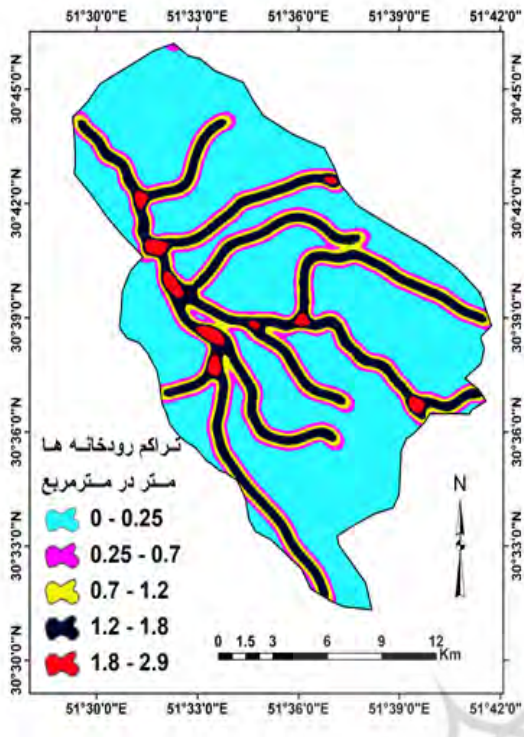 51°30'0"E 51°33'0"E 51°36'0"E 51°39'0"E 51°42'0"E
30°45'0"N 30°45'0"N
30°42'0"N 30°42'0"N
30°39'0"N 30°39'0"N
30°36'0"N 30°36'0"N
30°33'0"N 30°33'0"N
30°30'0"N 30°30'0"N
تراکم رودخانه ها
متر در مترمربع
0 - 0.25
0.25 - 0.7
0.7 - 1.2
1.2 - 1.8
1.8 - 2.9
N
0 1.5 3 6 9 12
Km
51°30'0"E 51°33'0"E 51°36'0"E 51°39'0"E 51°42'0"E